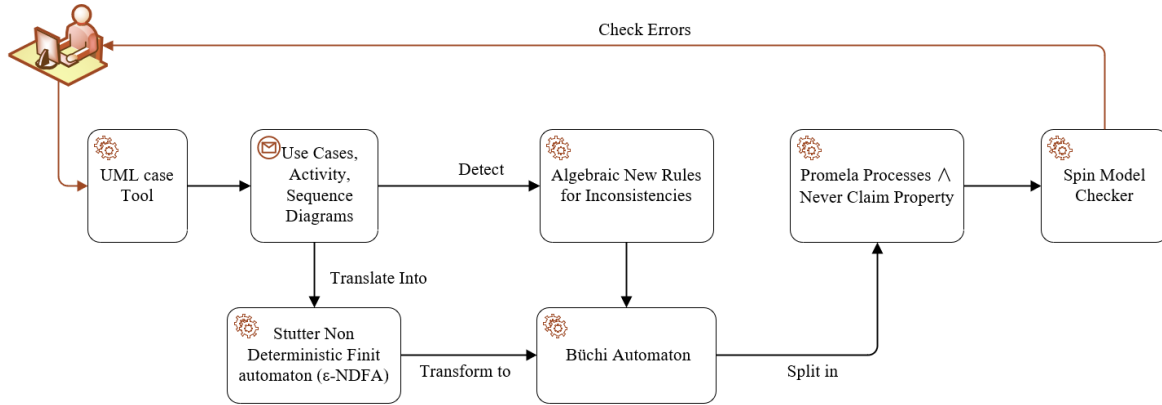 Check Errors
UML case
Tool
Use Cases,
Activity,
Sequence
Diagrams
Detect
Algebraic New Rules
for Inconsistencies
Promela Processes ∧
Never Claim Property
Spin Model
Checker
Translate Into
Stutter Non
Deterministic Finit
automaton (ε-NDFA)
Transform to
Büchi Automaton
Split in